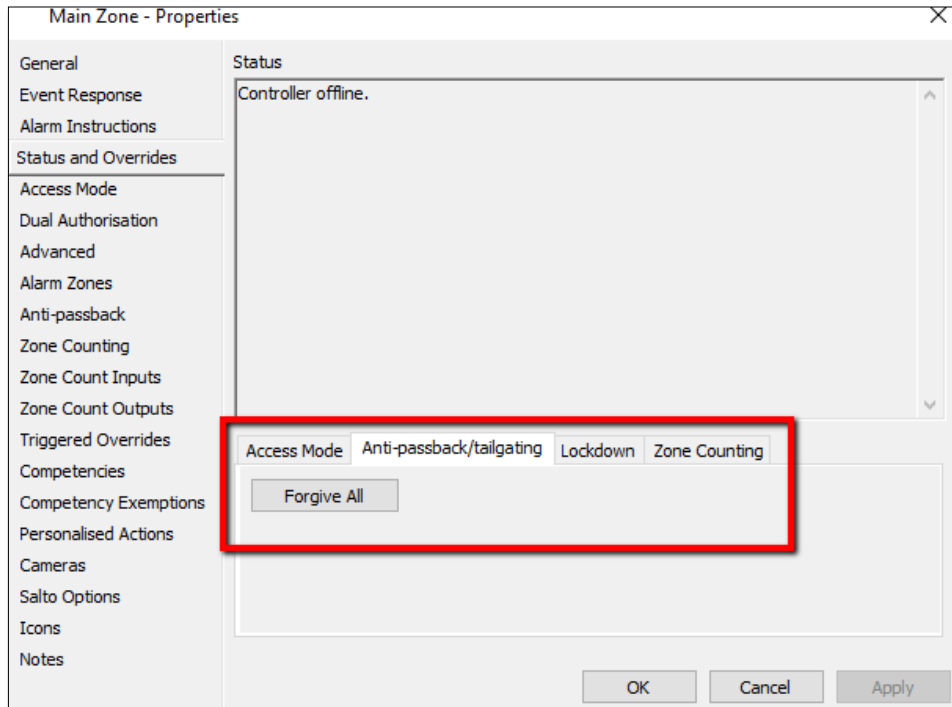 Main Zone - Properties
General
Event Response
Alarm Instructions
Status and Overrides
Access Mode
Dual Authorisation
Advanced
Alarm Zones
Anti-passback
Zone Counting
Zone Count Inputs
Zone Count Outputs
Triggered Overrides
Competencies
Competency Exemptions
Personalised Actions
Cameras
Salto Options
Icons
Notes
Status
Controller offline.
Access Mode Anti-passback/tailgating Lockdown Zone Counting
Forgive All
OK Cancel Apply